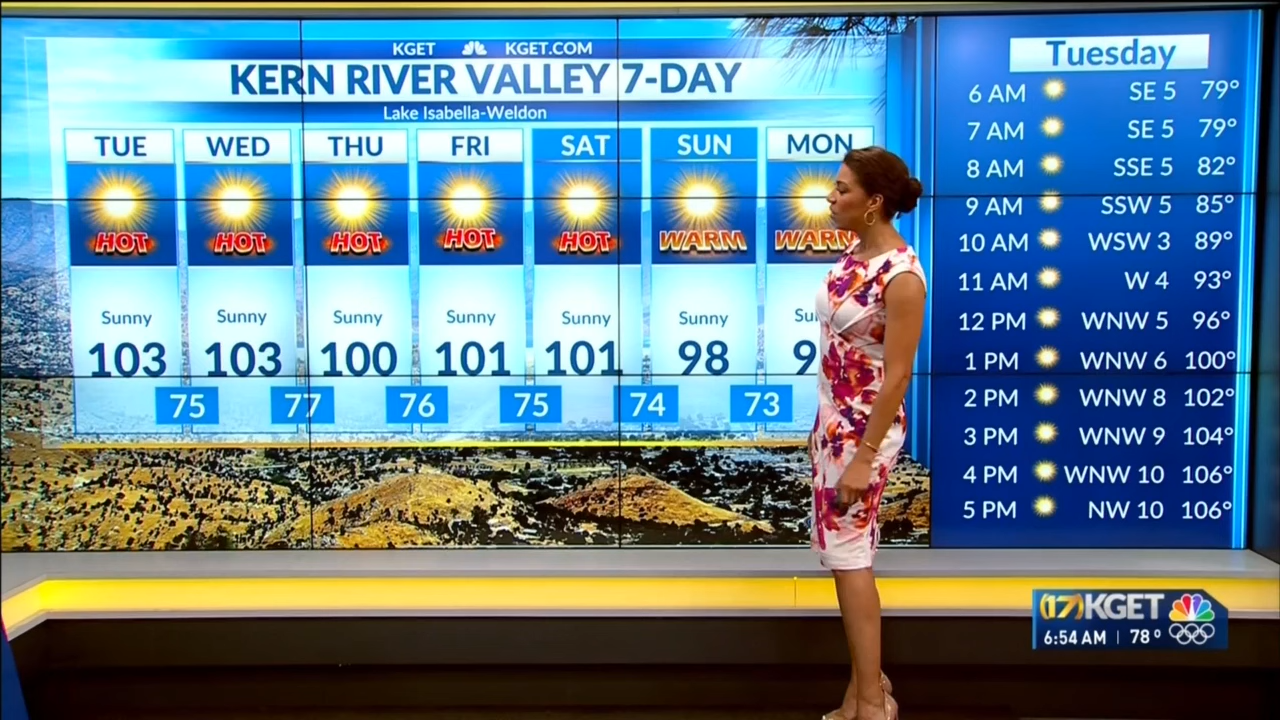 KGET KGET.COM
KERN RIVER VALLEY 7-DAY
Lake Isabella-Weldon
TUE WED THU FRI SAT SUN MON
HOT HOT HOT HOT HOT WARM WARM
Sunny Sunny Sunny Sunny Sunny Sunny
103 103 100 101 101 98
75 77 76 75 74 73
Tuesday
6 AM SE 5 79°
7 AM SE 5 79°
8 AM SSE 5 82°
9 AM SSW 5 85°
10 AM WSW 3 89°
11 AM W 4 93°
12 PM WNW 5 96°
1 PM WNW 6 100°
2 PM WNW 8 102°
3 PM WNW 9 104°
4 PM WNW 10 106°
5 PM NW 10 106°
17 KGET
6:54 AM | 78°